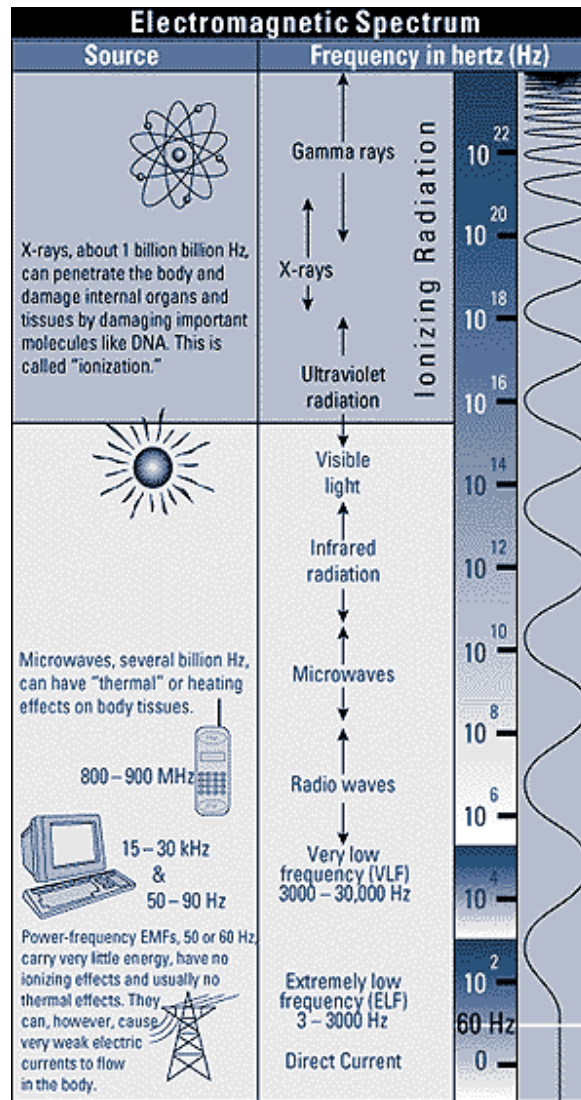 Electromagnetic Spectrum
Source
Frequency in hertz (Hz)
Gamma rays
X-rays, about 1 billion billion Hz,
can penetrate the body and
damage internal organs and
tissues by damaging important
molecules like DNA. This is
called "ionization."
X-rays
Ultraviolet
radiation
Ionizing Radiation
Visible
light
Infrared
radiation
Microwaves, several billion Hz,
can have "thermal" or heating
effects on body tissues.
Microwaves
800 – 900 MHz
Radio waves
15 – 30 kHz
&
50 – 90 Hz
Very low
frequency (VLF)
3000 – 30,000 Hz
Power-frequency EMFs, 50 or 60 Hz,
carry very little energy, have no
ionizing effects and usually no
thermal effects. They
can, however, cause
very weak electric
currents to flow
in the body.
Extremely low
frequency (ELF)
3 – 3000 Hz
Direct Current
10 22
10 20
10 18
10 16
10 14
10 12
10 10
10 8
10 6
10 4
10 2
60 Hz
0